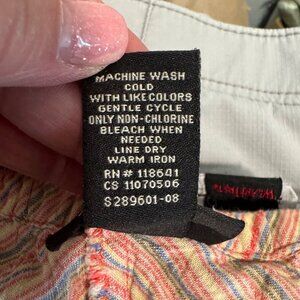 MACHINE WASH
COLD
WITH LIKE COLORS
GENTLE CYCLE
ONLY NON-CHLORINE
BLEACH WHEN
NEEDED
LINE DRY
WARM IRON
RN# 118641
CS 11070506
S289601-08